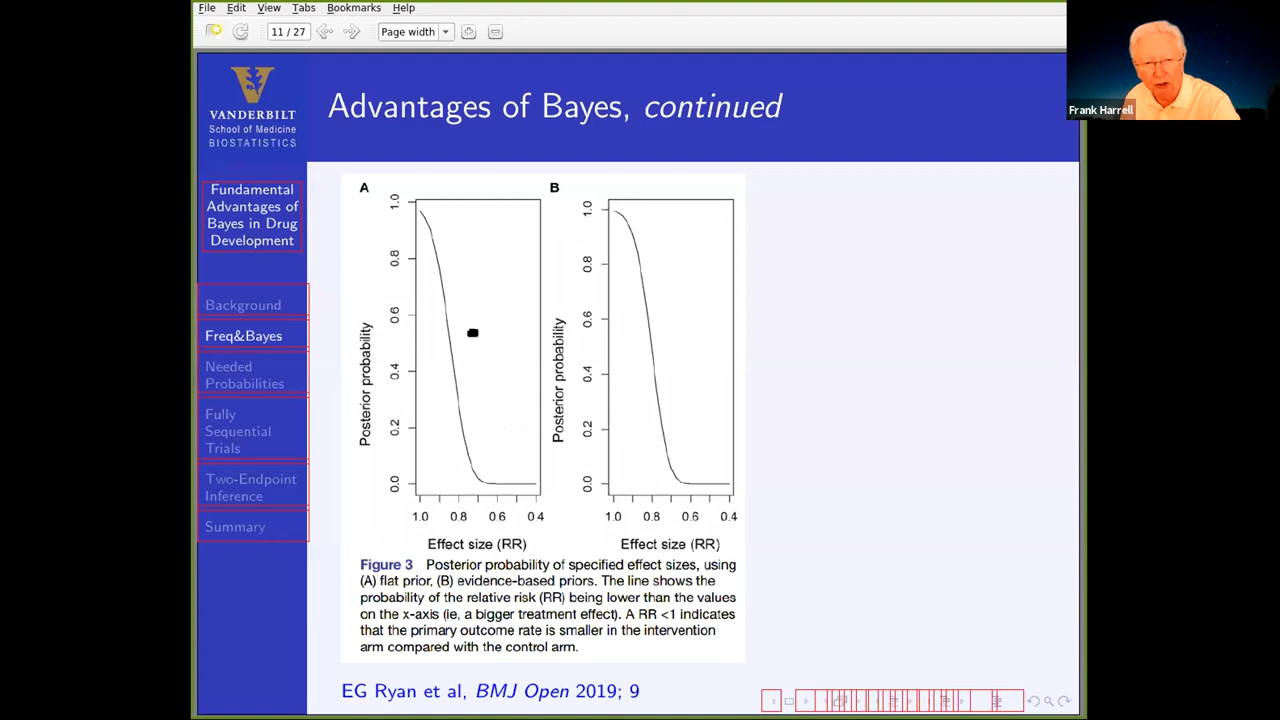 File Edit View Tabs Bookmarks Help
11 / 27
Page width
Frank Harrell
VANDERBILT
School of Medicine
BIOSTATISTICS
Advantages of Bayes, continued
Fundamental
Advantages of
Bayes in Drug
Development
Background
Freq&Bayes
Needed
Probabilities
Fully
Sequential
Trials
Two-Endpoint
Inference
Summary
A
Posterior probability
1.0
0.8
0.6
0.4
0.2
0.0
1.0 0.8 0.6 0.4
Effect size (RR)
B
Posterior probability
1.0
0.8
0.6
0.4
0.2
0.0
1.0 0.8 0.6 0.4
Effect size (RR)
Figure 3 Posterior probability of specified effect sizes, using
(A) flat prior, (B) evidence-based priors. The line shows the
probability of the relative risk (RR) being lower than the values
on the x-axis (ie, a bigger treatment effect). A RR <1 indicates
that the primary outcome rate is smaller in the intervention
arm compared with the control arm.
EG Ryan et al, BMJ Open 2019; 9